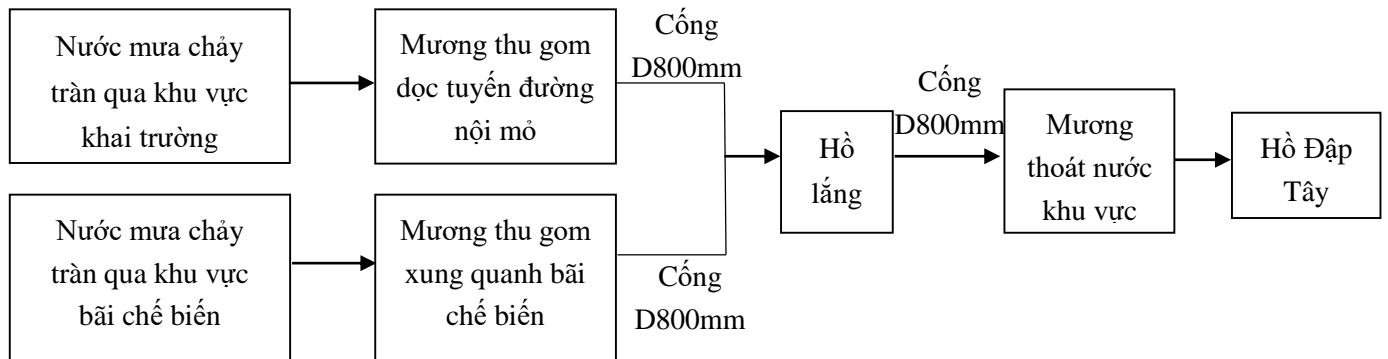 Nước mưa chảy
tràn qua khu vực
khai trường
Mương thu gom
dọc tuyến đường
nội mỏ
Cống
D800mm
Nước mưa chảy
tràn qua khu vực
bãi chế biến
Mương thu gom
xung quanh bãi
chế biến
Cống
D800mm
Hồ
lắng
Cống
D800mm
Mương
thoát nước
khu vực
Hồ Đập
Tây